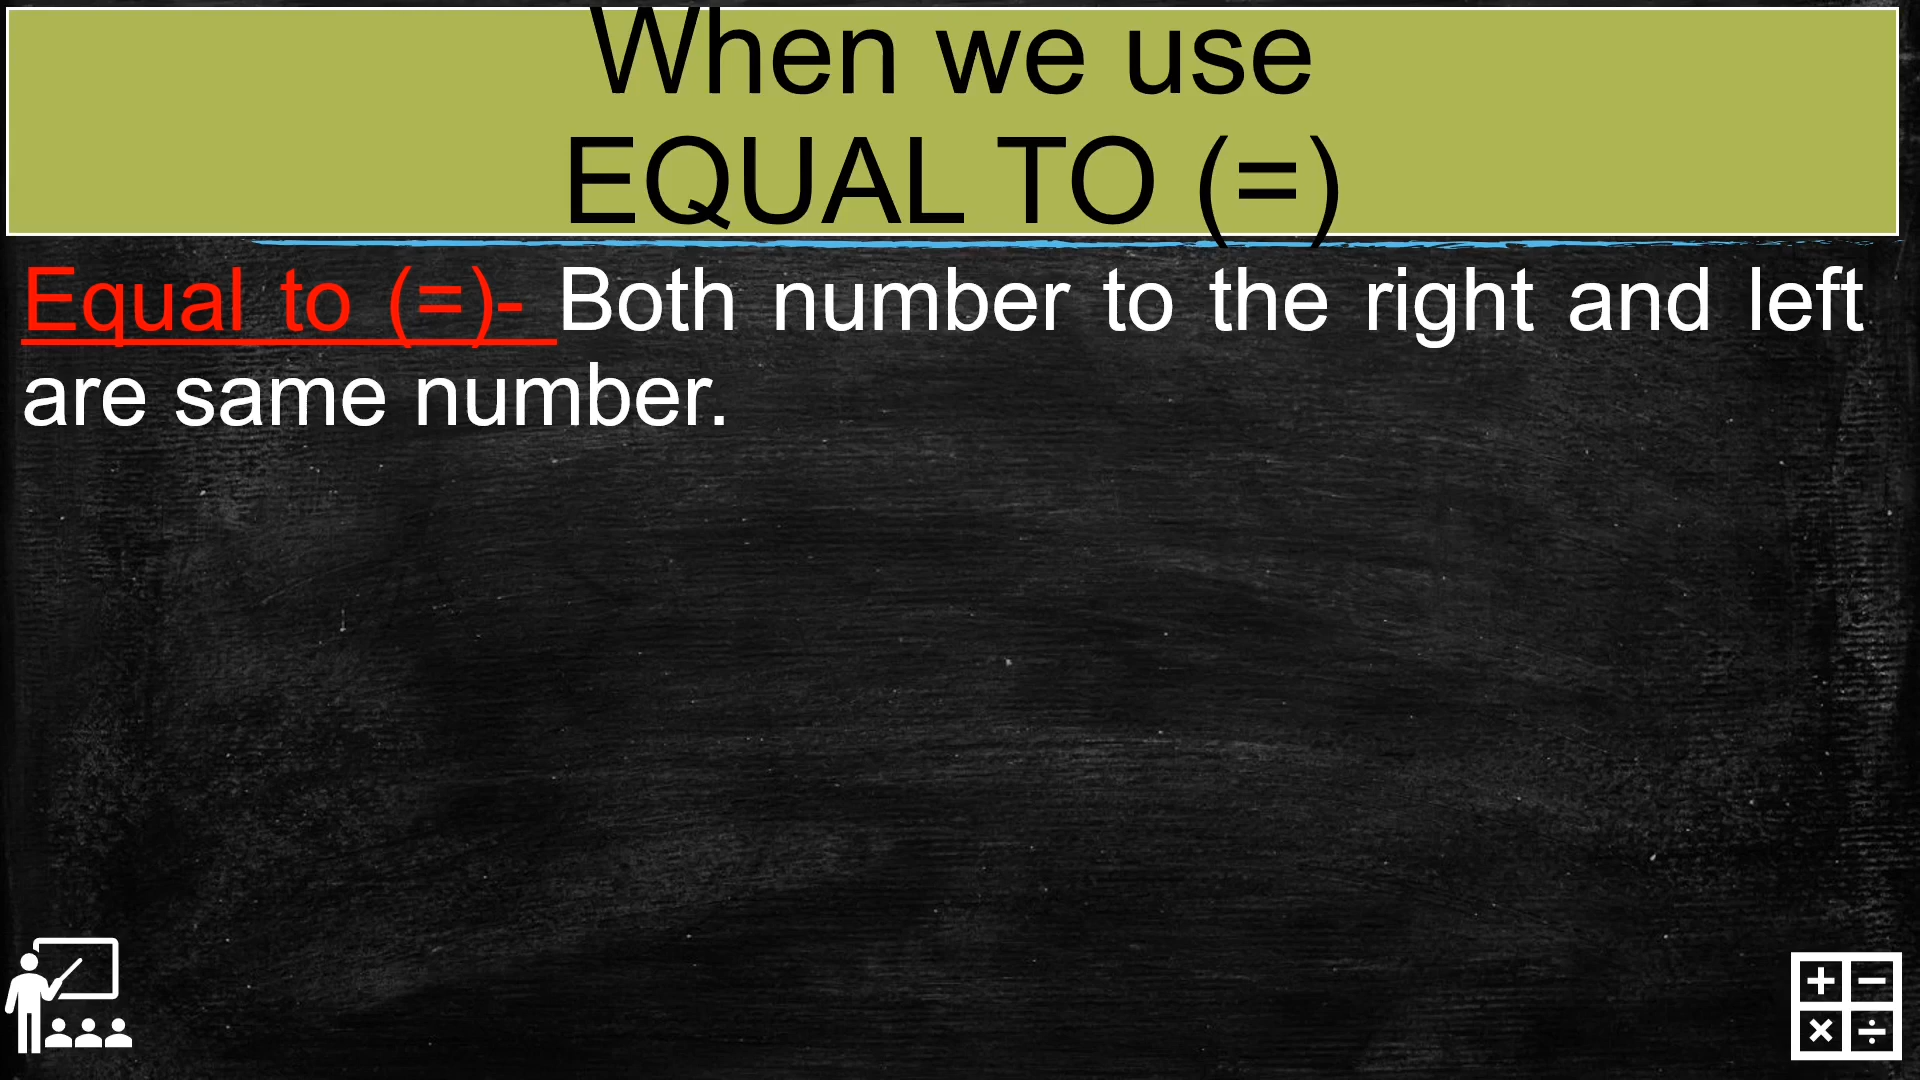 When we use
EQUAL TO (=)
Equal to (=)- Both number to the right and left
are same number.